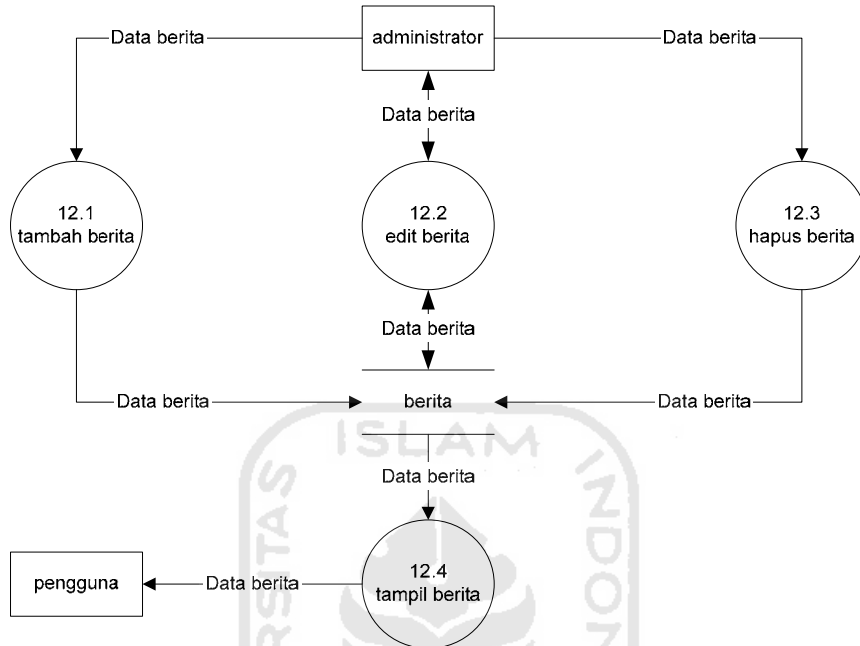 Data berita
administrator
Data berita
Data berita
12.1
tambah berita
12.2
edit berita
12.3
hapus berita
Data berita
Data berita
berita
Data berita
ISLAM
Data berita
pengguna
Data berita
12.4
tampil berita